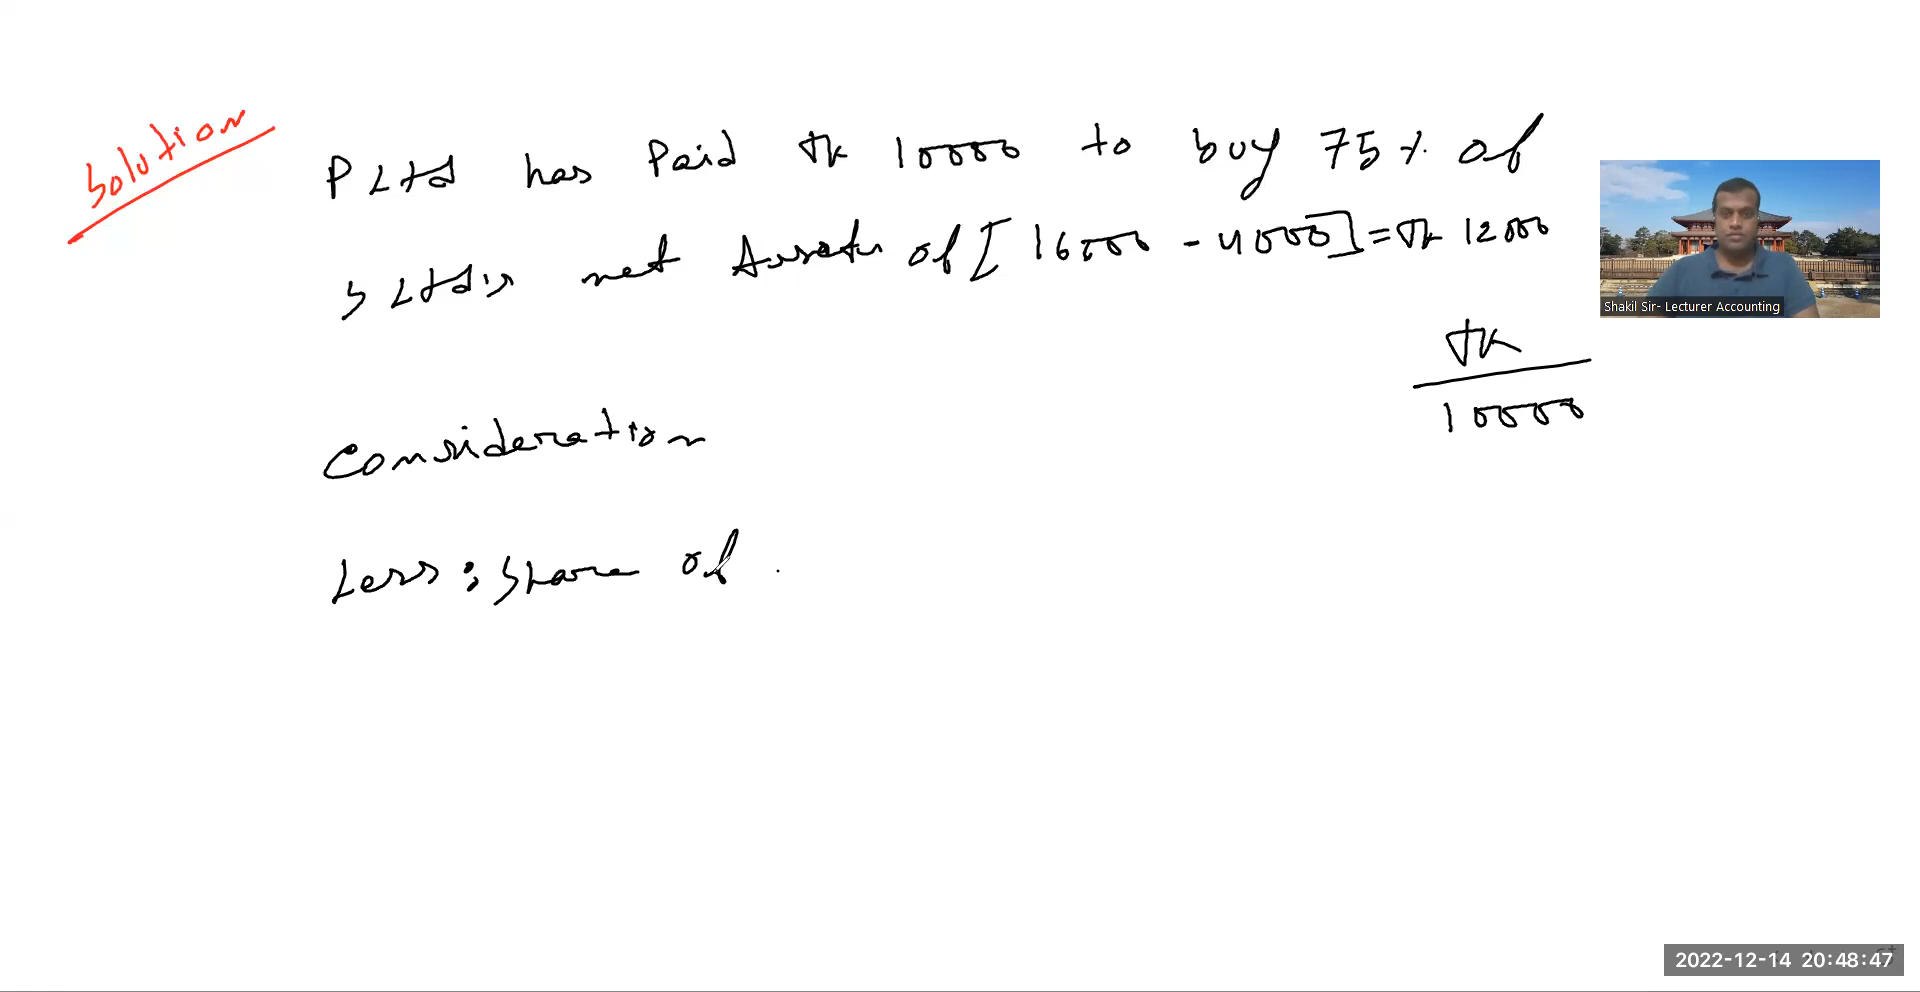 Solution
P Ltd has Paid Tk 10000 to buy 75% of
S Ltd's net Assets of [16000 - 4000] = Tk 12000
Tk
10000
Consideration
Less: Share of
Shakil Sir- Lecturer Accounting
2022-12-14 20:48:47